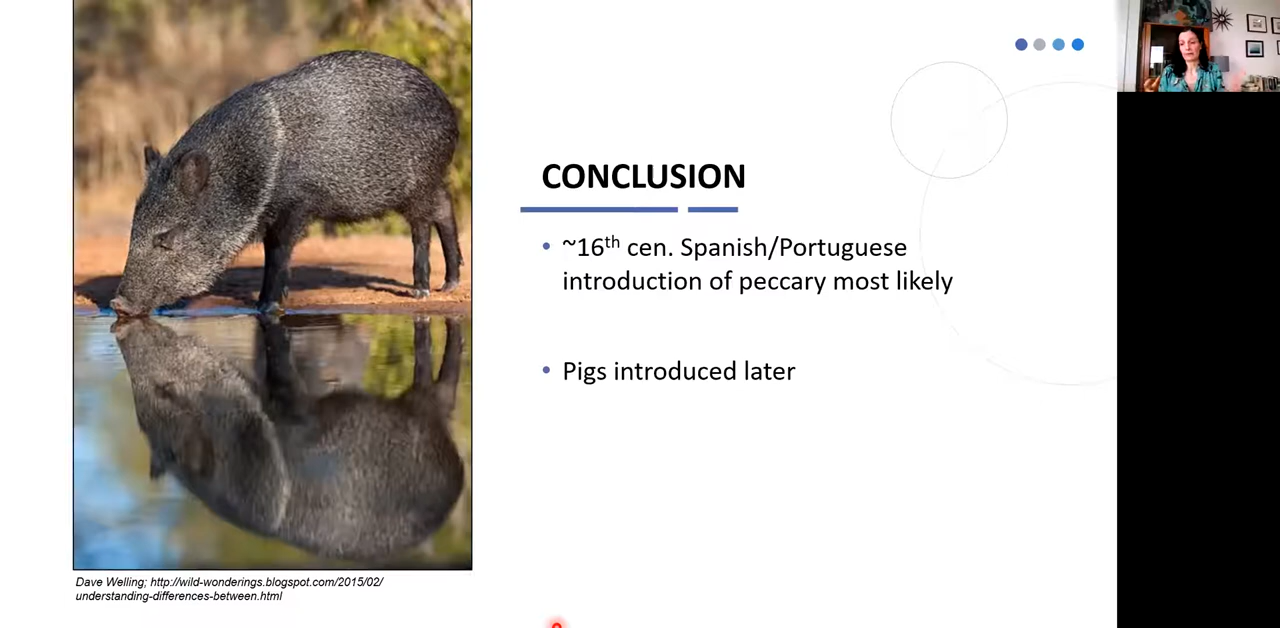 CONCLUSION
• ~16th cen. Spanish/Portuguese
introduction of peccary most likely
• Pigs introduced later
Dave Welling; http://wild-wonderings.blogspot.com/2015/02/
understanding-differences-between.html